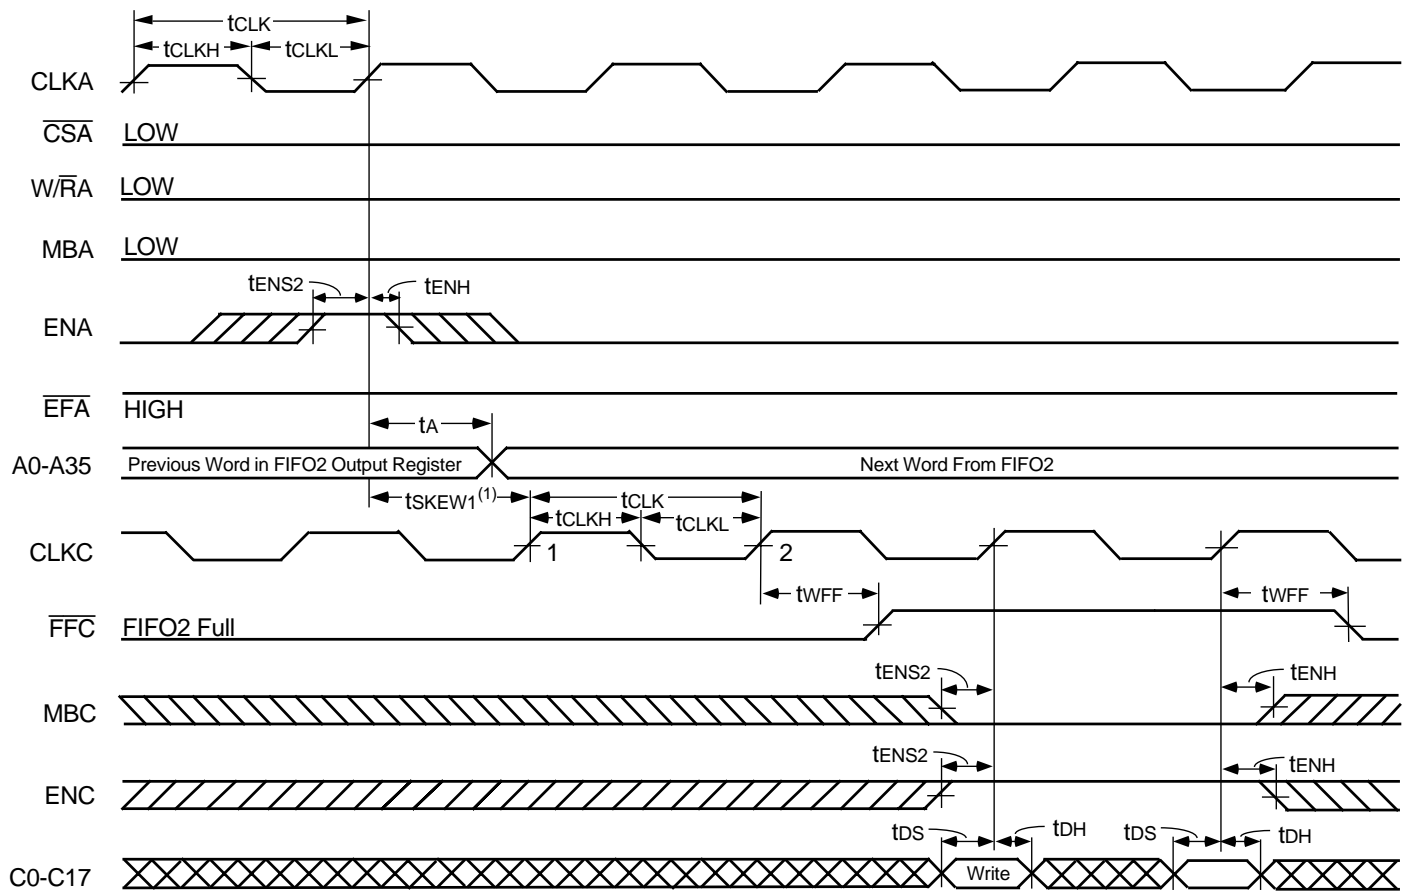 tCLK
tCLKH
tCLKL
CLKA
CSA
LOW
W/RA
LOW
MBA
LOW
tENS2
tENH
ENA
EFA
HIGH
tA
A0-A35
Previous Word in FIFO2 Output Register
Next Word From FIFO2
tSKEW1(1)
tCLK
tCLKH
tCLKL
CLKC
1
2
tWFF
tWFF
FFC
FIFO2 Full
tENS2
tENH
MBC
tENS2
tENH
ENC
tDS
tDH
tDS
tDH
C0-C17
Write